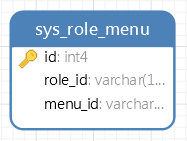 sys_role_menu
id: int4
role_id: varchar(1...
menu_id: varchar...